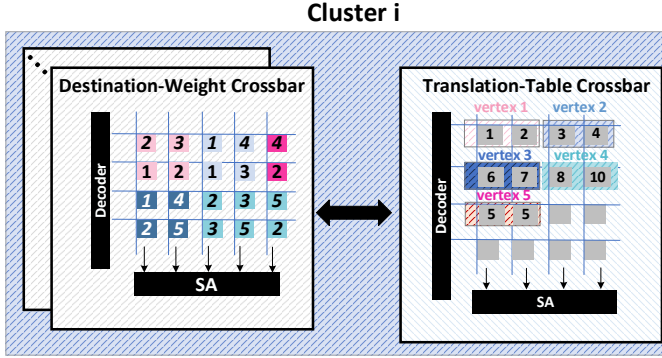 Cluster i
Destination-Weight Crossbar
Decoder
2 3 1 4 4
1 2 1 3 2
1 4 2 3 5
2 5 3 5 2
SA
Translation-Table Crossbar
Decoder
vertex 1 vertex 2
1 2 3 4
vertex 3 vertex 4
6 7 8 10
vertex 5
5 5
SA